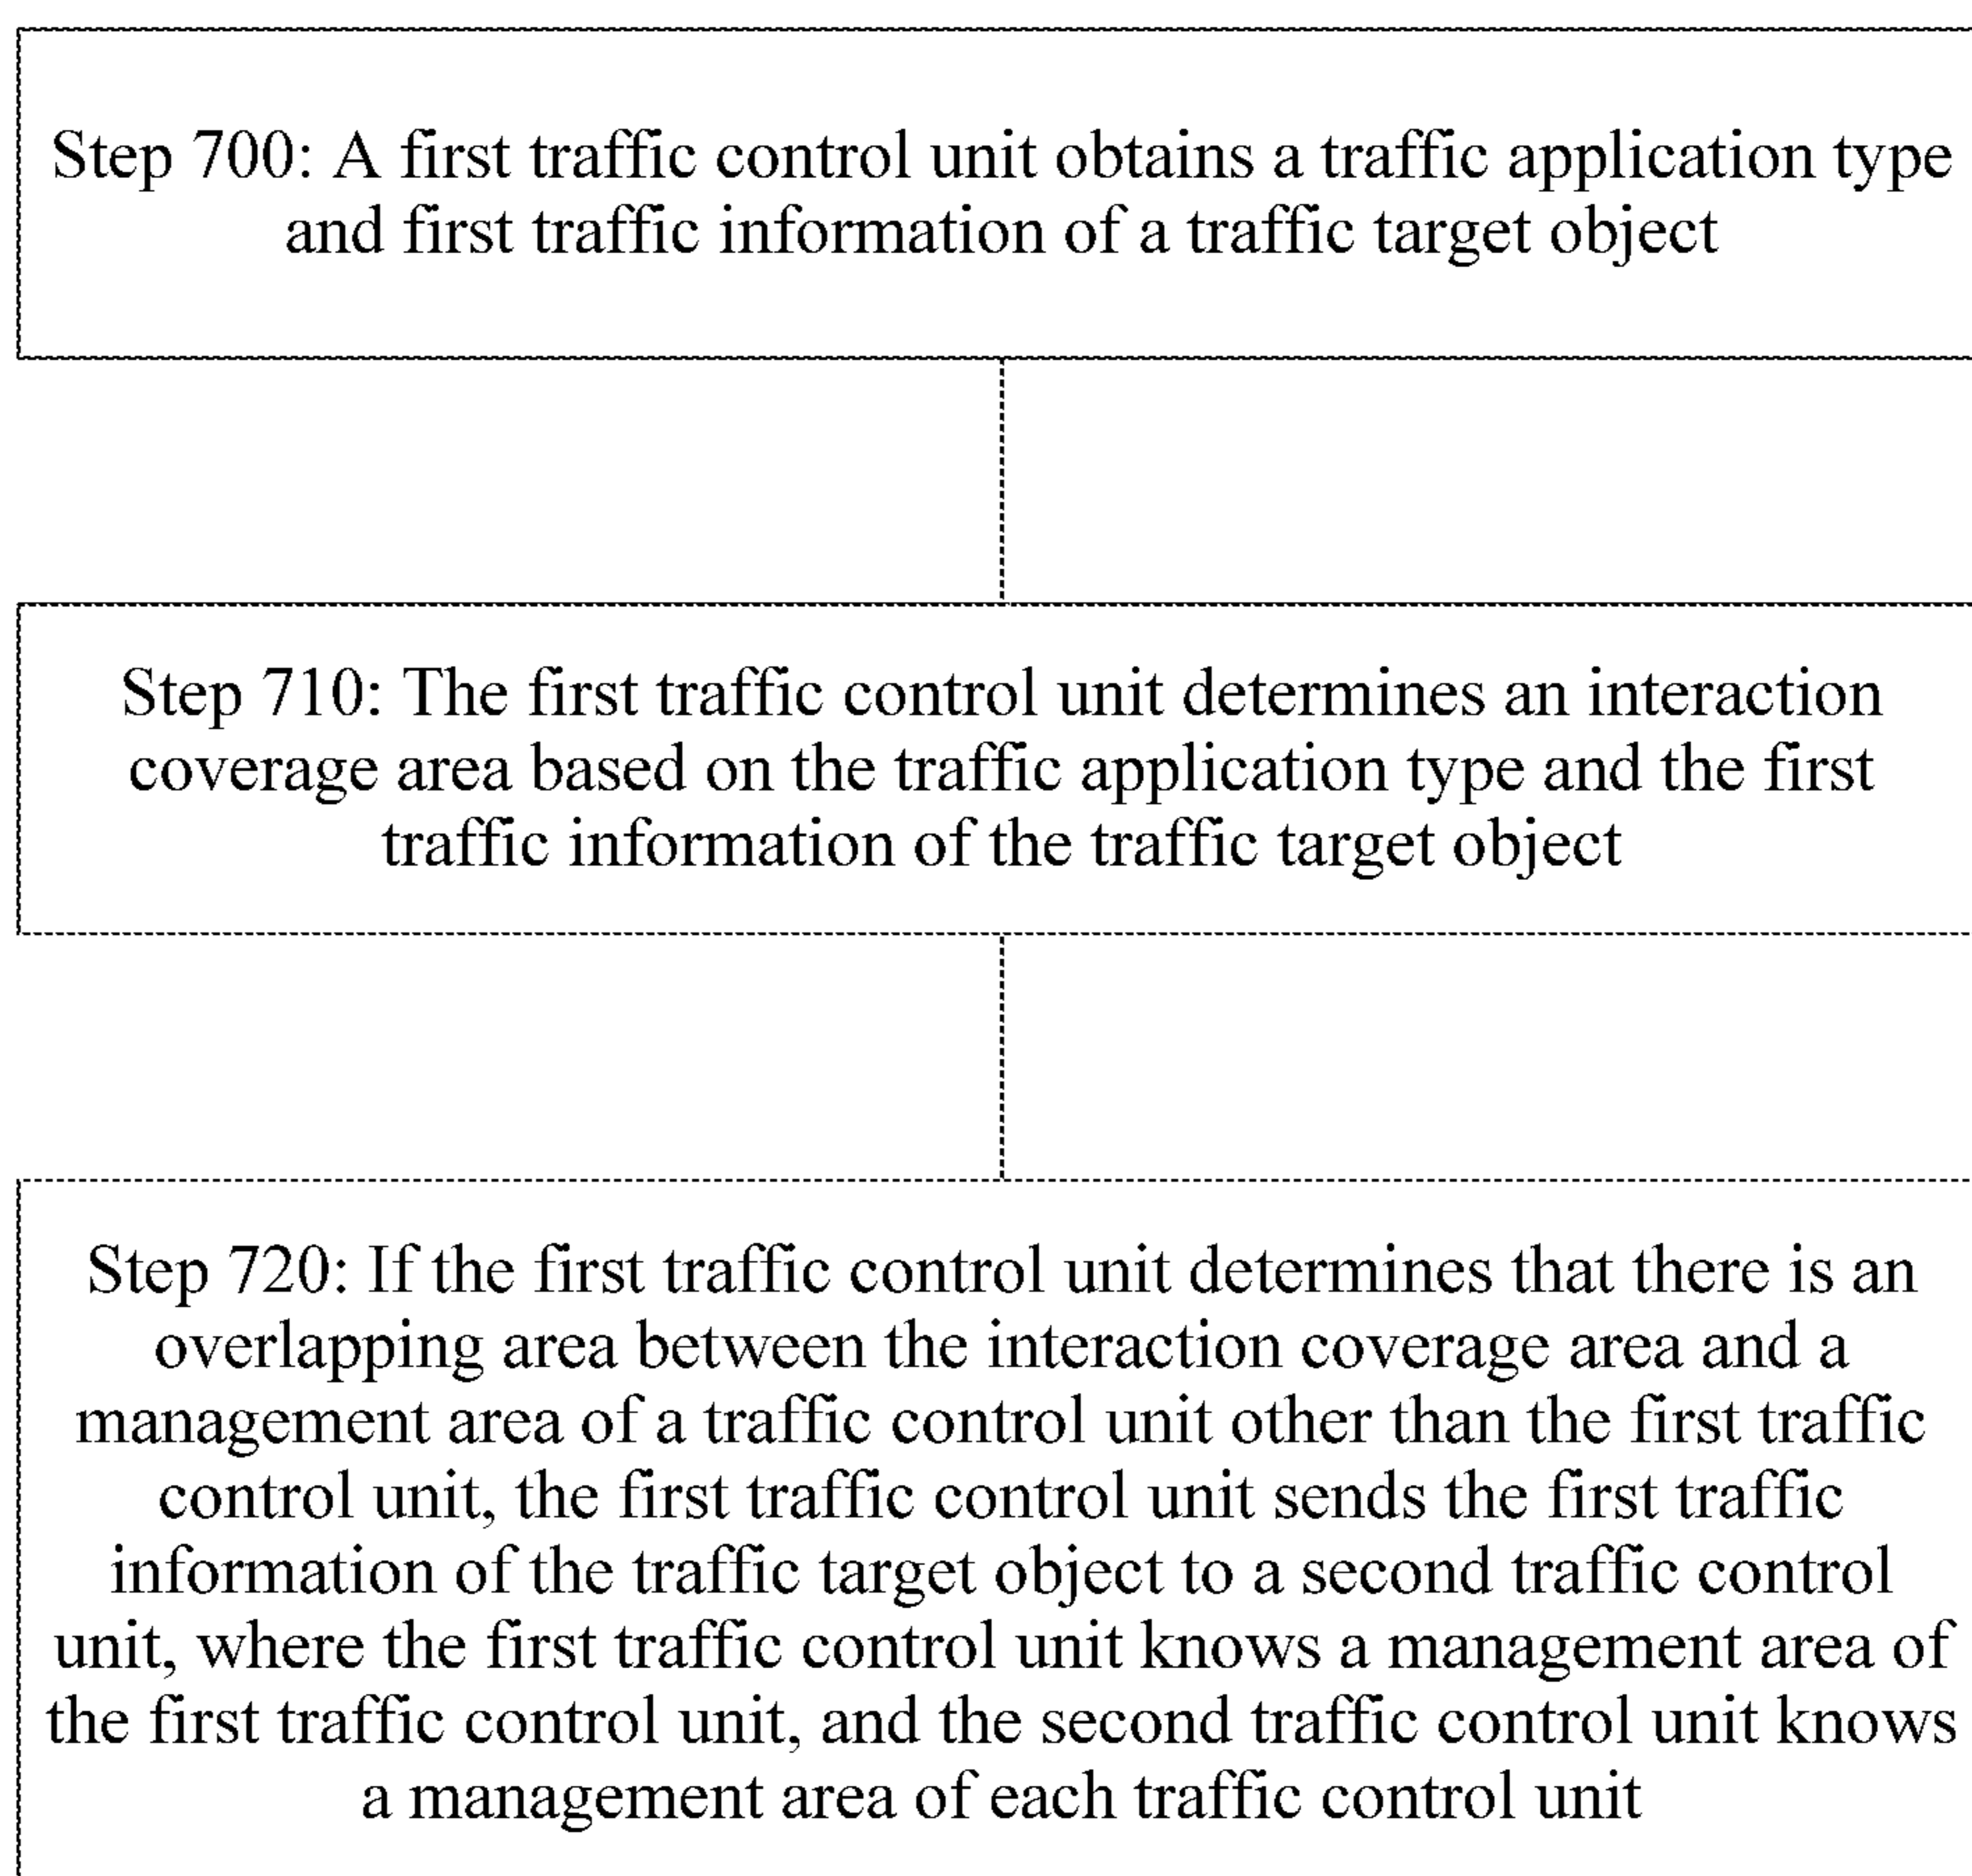 Step 700: A first traffic control unit obtains a traffic application type
and first traffic information of a traffic target object
Step 710: The first traffic control unit determines an interaction
coverage area based on the traffic application type and the first
traffic information of the traffic target object
Step 720: If the first traffic control unit determines that there is an
overlapping area between the interaction coverage area and a
management area of a traffic control unit other than the first traffic
control unit, the first traffic control unit sends the first traffic
information of the traffic target object to a second traffic control
unit, where the first traffic control unit knows a management area of
the first traffic control unit, and the second traffic control unit knows
a management area of each traffic control unit